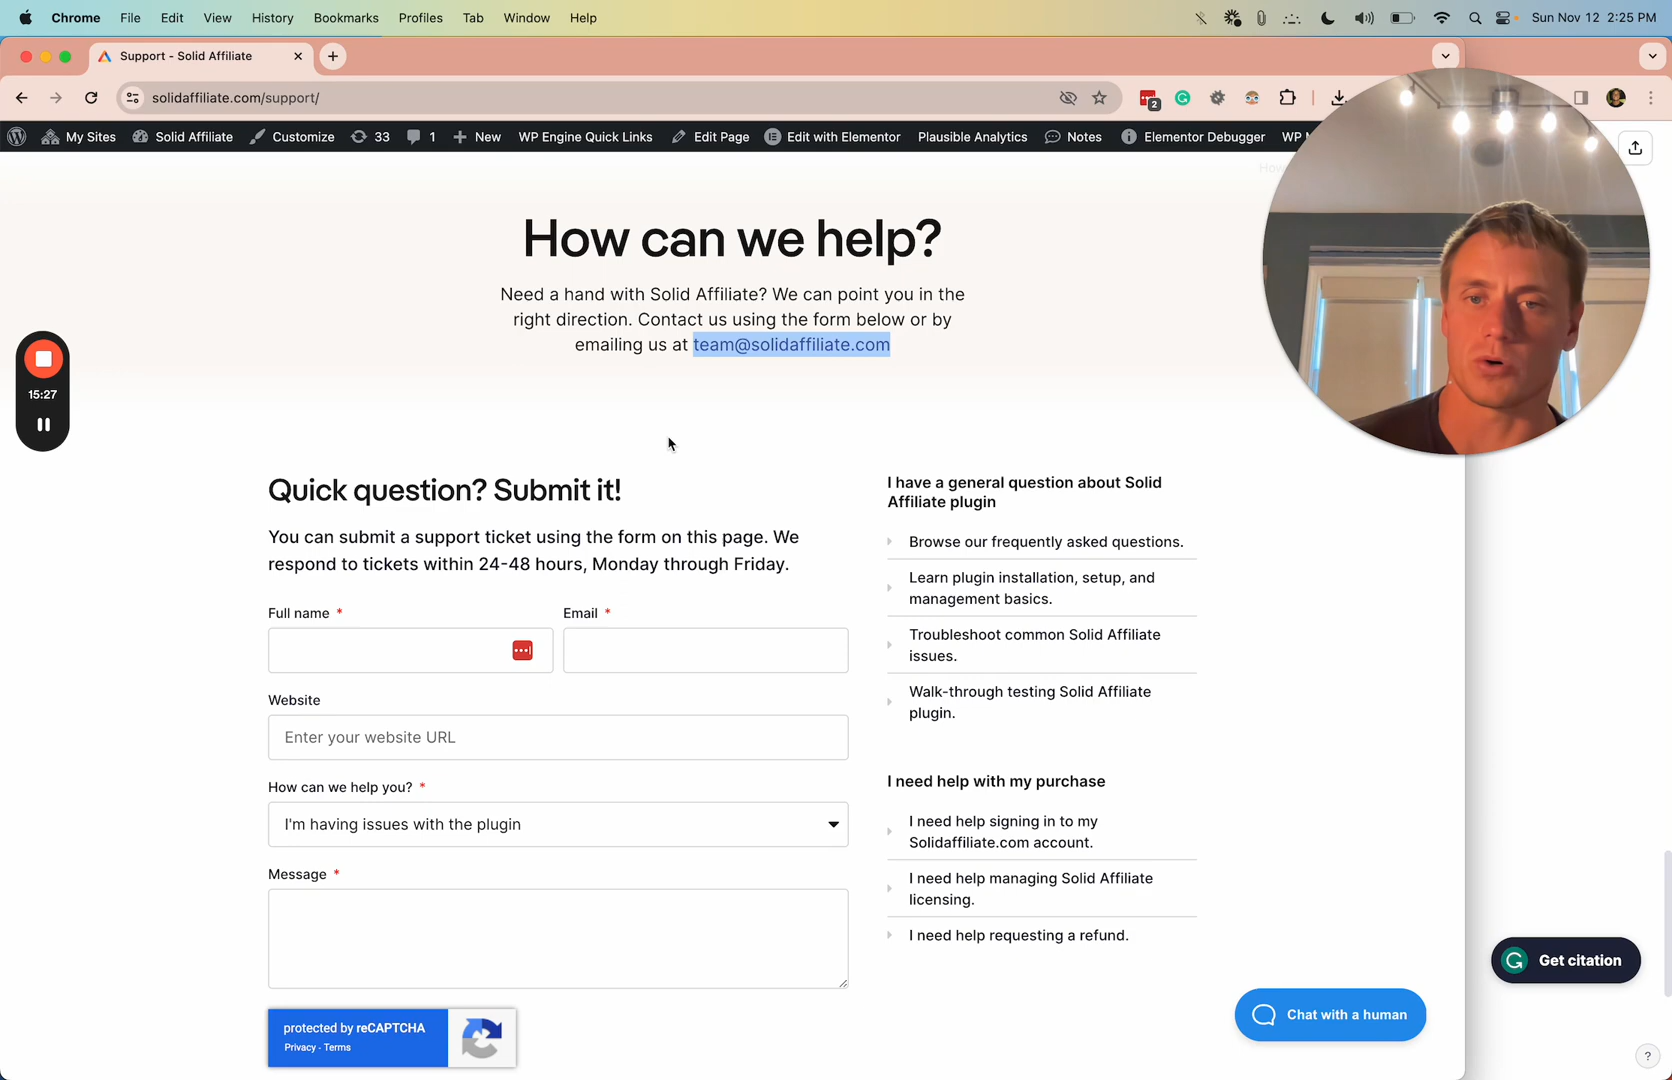 Chrome File Edit View History Bookmarks Profiles Tab Window Help
Sun Nov 12 2:25 PM
Support - Solid Affiliate
solidaffiliate.com/support/
2
My Sites Solid Affiliate Customize 33 1 New WP Engine Quick Links Edit Page Edit with Elementor Plausible Analytics Notes Elementor Debugger WP
How
How can we help?
Need a hand with Solid Affiliate? We can point you in the
right direction. Contact us using the form below or by
emailing us at team@solidaffiliate.com
15:27
Quick question? Submit it!
You can submit a support ticket using the form on this page. We
respond to tickets within 24-48 hours, Monday through Friday.
Full name *
Email *
Website
Enter your website URL
How can we help you? *
I'm having issues with the plugin
Message *
protected by reCAPTCHA
Privacy - Terms
I have a general question about Solid
Affiliate plugin
Browse our frequently asked questions.
Learn plugin installation, setup, and
management basics.
Troubleshoot common Solid Affiliate
issues.
Walk-through testing Solid Affiliate
plugin.
I need help with my purchase
I need help signing in to my
Solidaffiliate.com account.
I need help managing Solid Affiliate
licensing.
I need help requesting a refund.
Get citation
Chat with a human
?